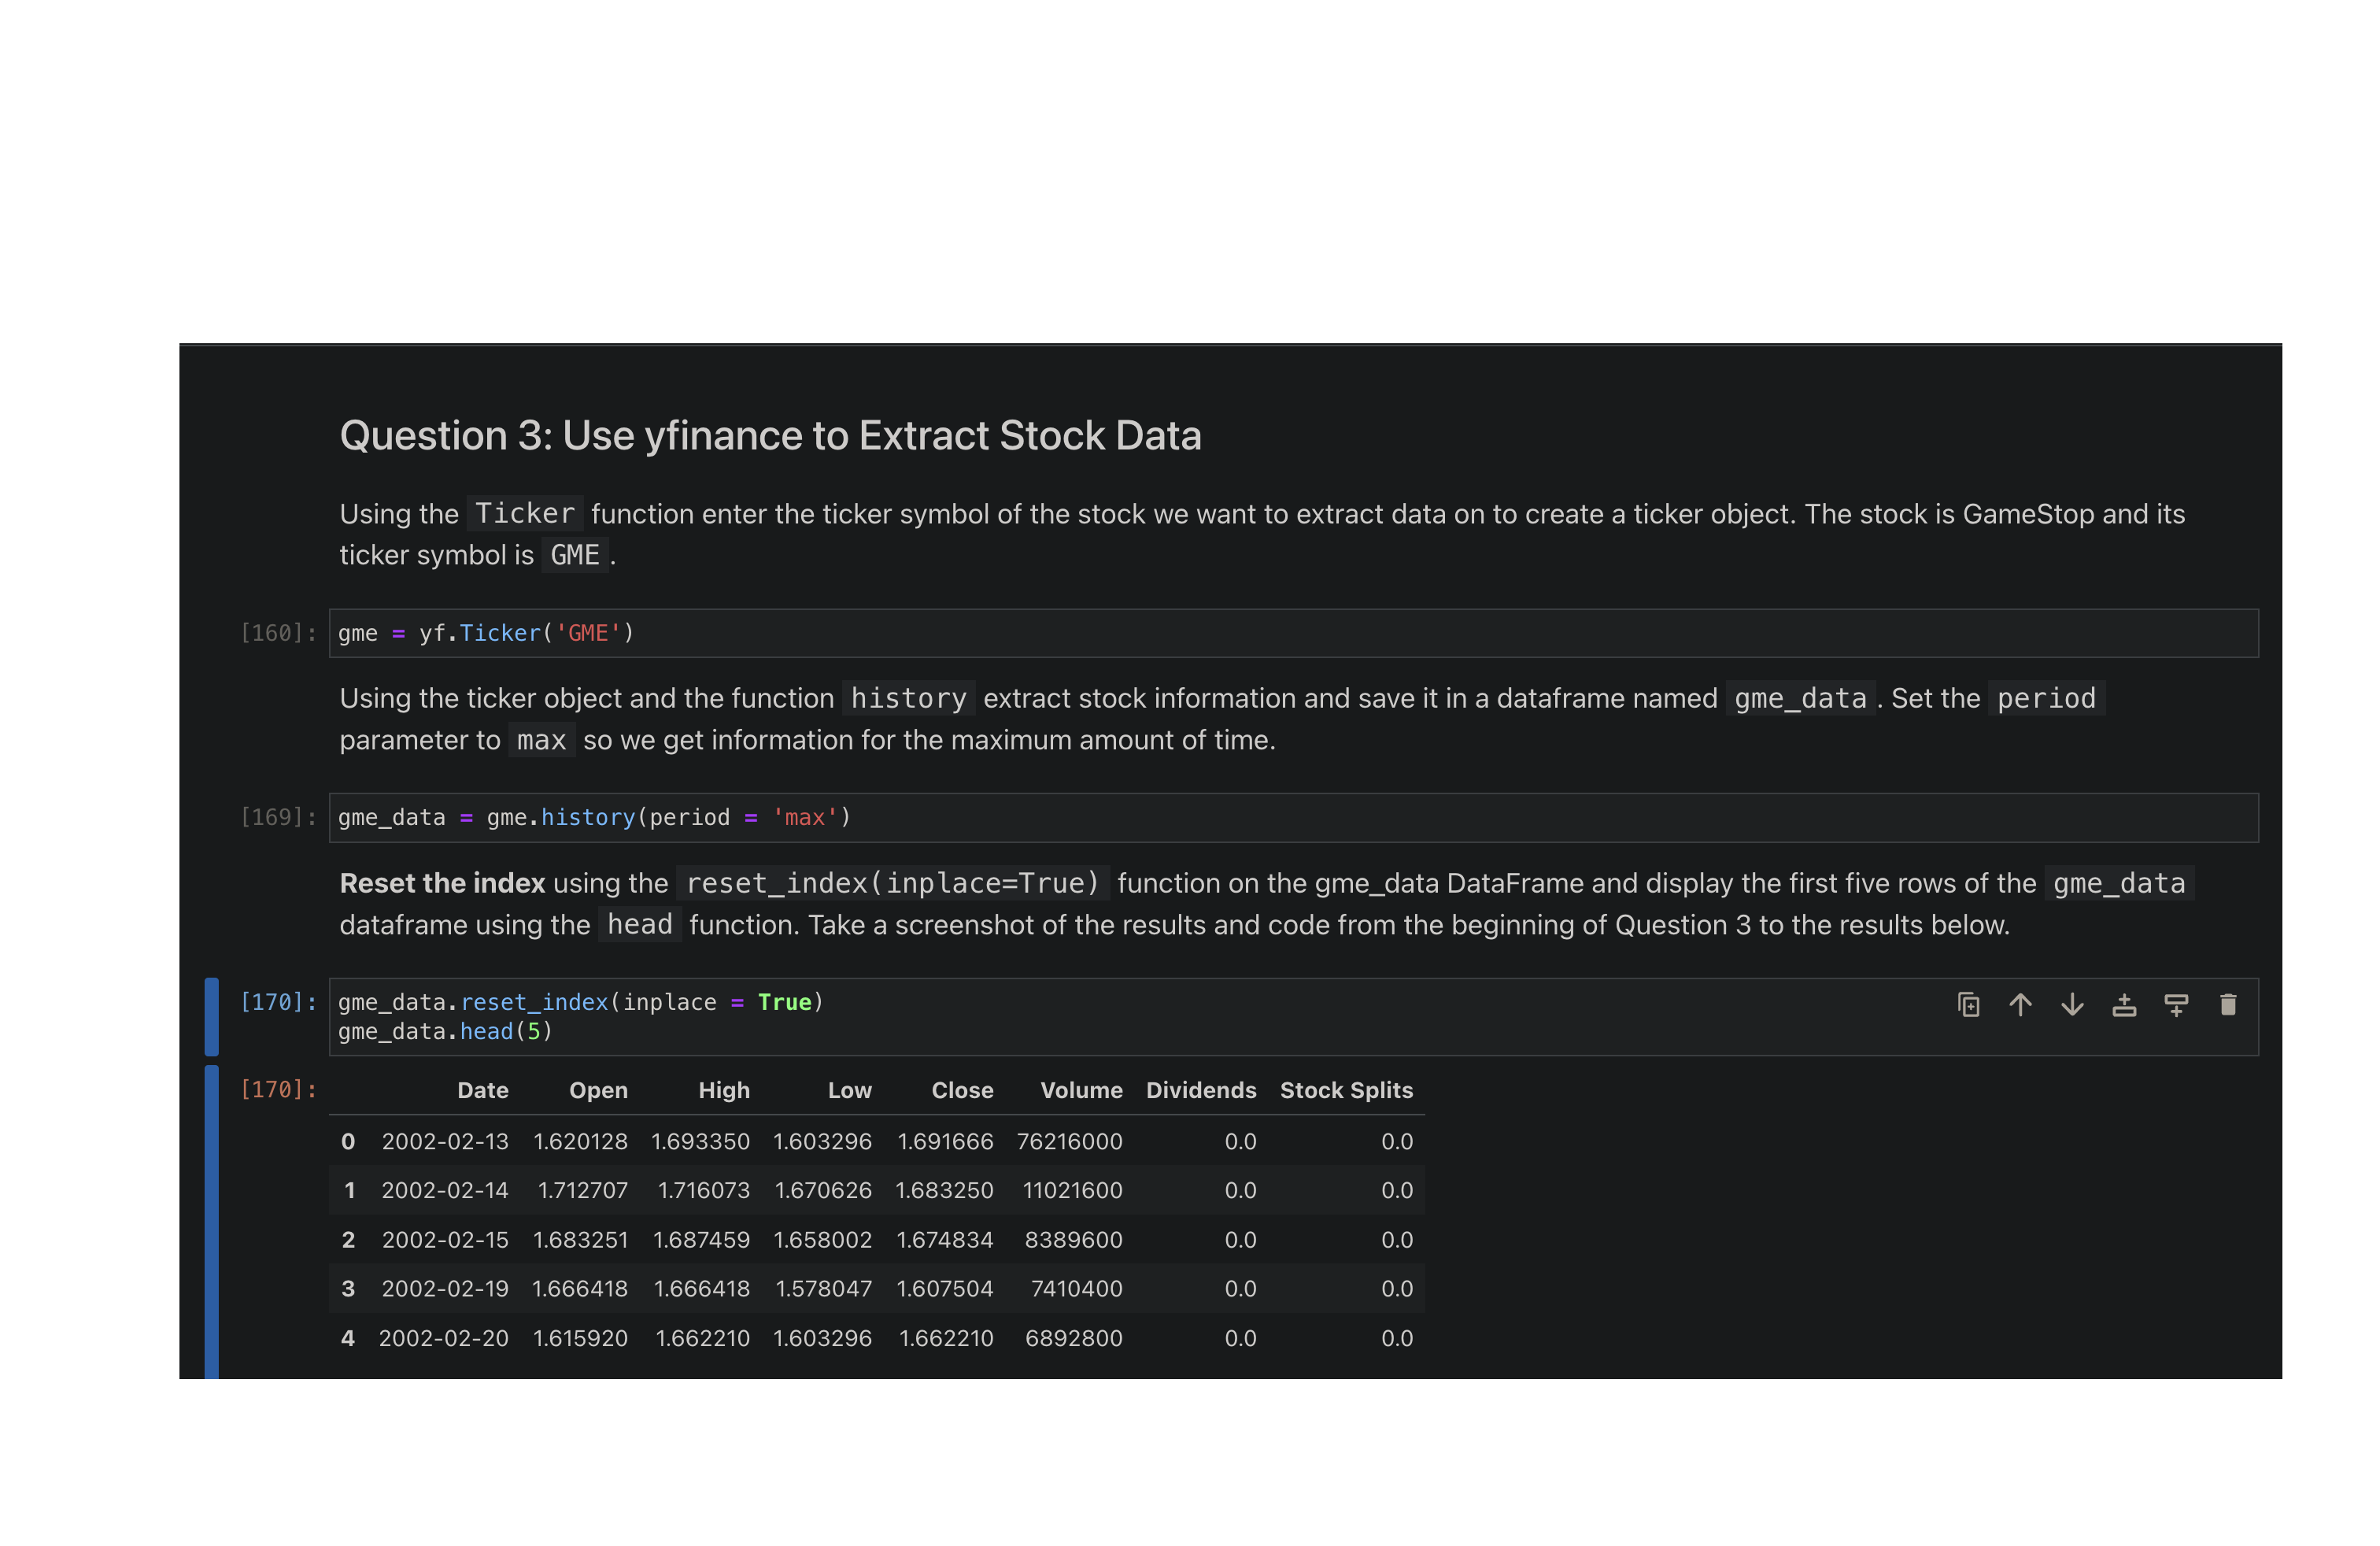 Question 3: Use yfinance to Extract Stock Data
Using the Ticker function enter the ticker symbol of the stock we want to extract data on to create a ticker object. The stock is GameStop and its
ticker symbol is GME .
[160]: gme = yf.Ticker('GME')
Using the ticker object and the function history extract stock information and save it in a dataframe named gme_data . Set the period
parameter to max so we get information for the maximum amount of time.
[169]: gme_data = gme.history(period = 'max')
Reset the index using the reset_index(inplace=True) function on the gme_data DataFrame and display the first five rows of the gme_data
dataframe using the head function. Take a screenshot of the results and code from the beginning of Question 3 to the results below.
[170]: gme_data.reset_index(inplace = True)
gme_data.head(5)
[170]: Date Open High Low Close Volume Dividends Stock Splits
0 2002-02-13 1.620128 1.693350 1.603296 1.691666 76216000 0.0 0.0
1 2002-02-14 1.712707 1.716073 1.670626 1.683250 11021600 0.0 0.0
2 2002-02-15 1.683251 1.687459 1.658002 1.674834 8389600 0.0 0.0
3 2002-02-19 1.666418 1.666418 1.578047 1.607504 7410400 0.0 0.0
4 2002-02-20 1.615920 1.662210 1.603296 1.662210 6892800 0.0 0.0